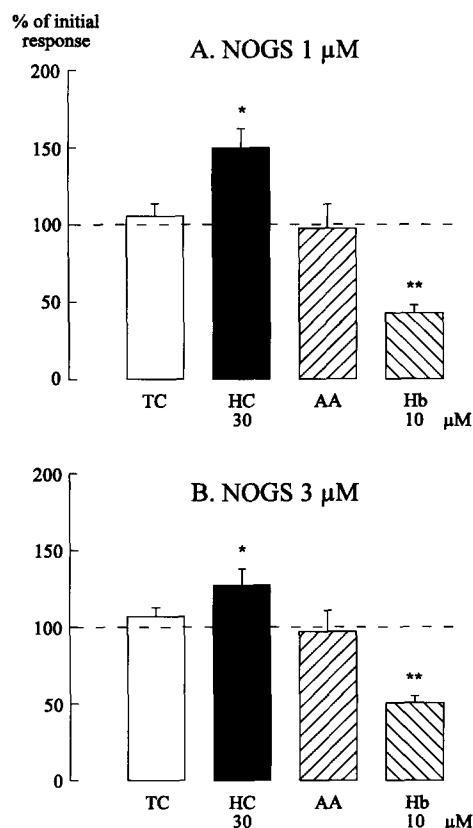 % of initial
response
A. NOGS 1 μM
200
*
150
100
**
50
0
TC HC AA Hb
30 10 μM
200
B. NOGS 3 μM
150
*
100
**
50
0
TC HC AA Hb
30 10 μM